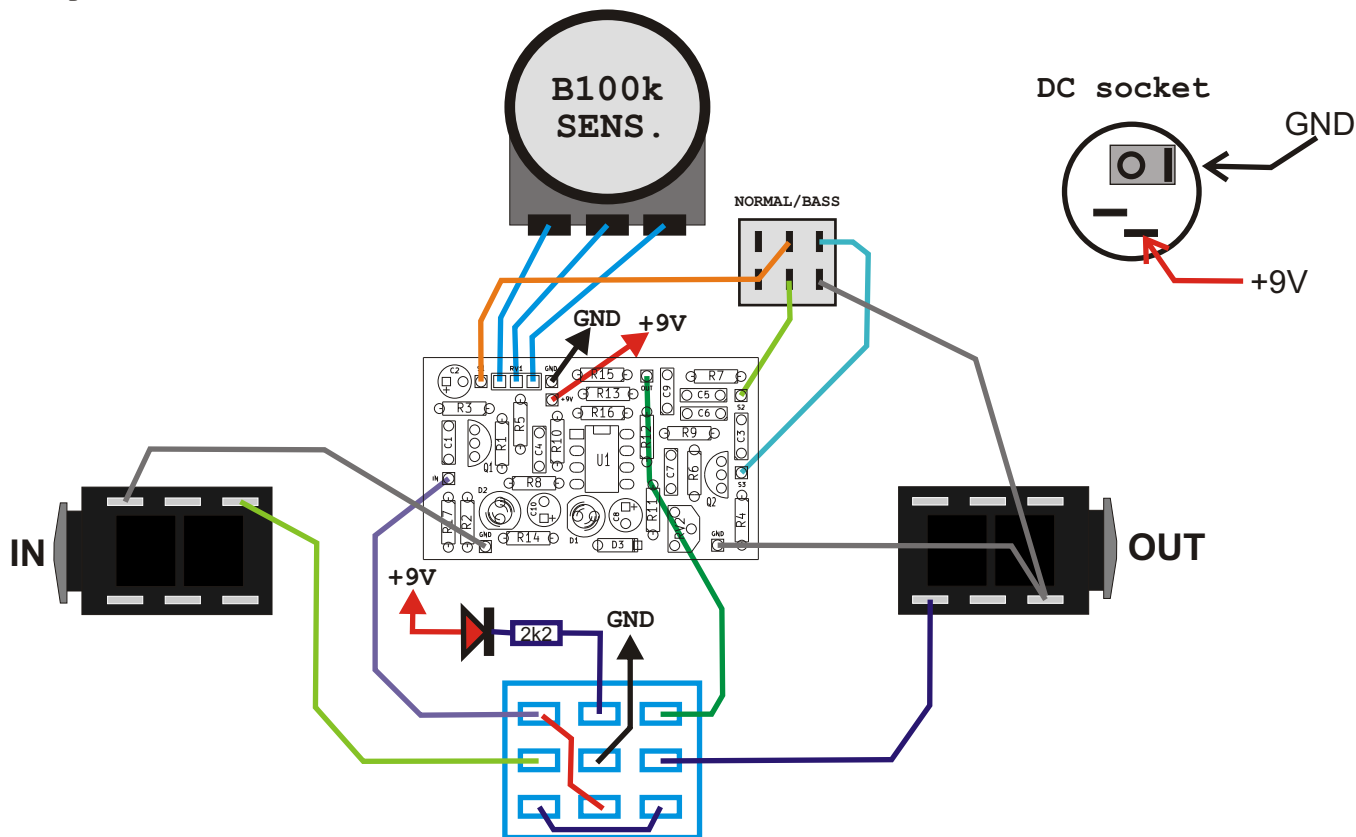 B100k
SENS.
DC socket
GND
+9V
NORMAL/BASS
GND
+9V
C2
RV1
GND
+9V
R15
R13
R16
OUT
C9
R7
C5
C6
S2
R3
R5
C1
R1
Q1
C4
R10
U1
R12
R9
C3
C7
R6
Q2
S3
IN
R2
D2
R8
C10
R14
GND
D1
C8
R11
D3
RV2
GND
R4
IN
OUT
+9V
2k2
GND